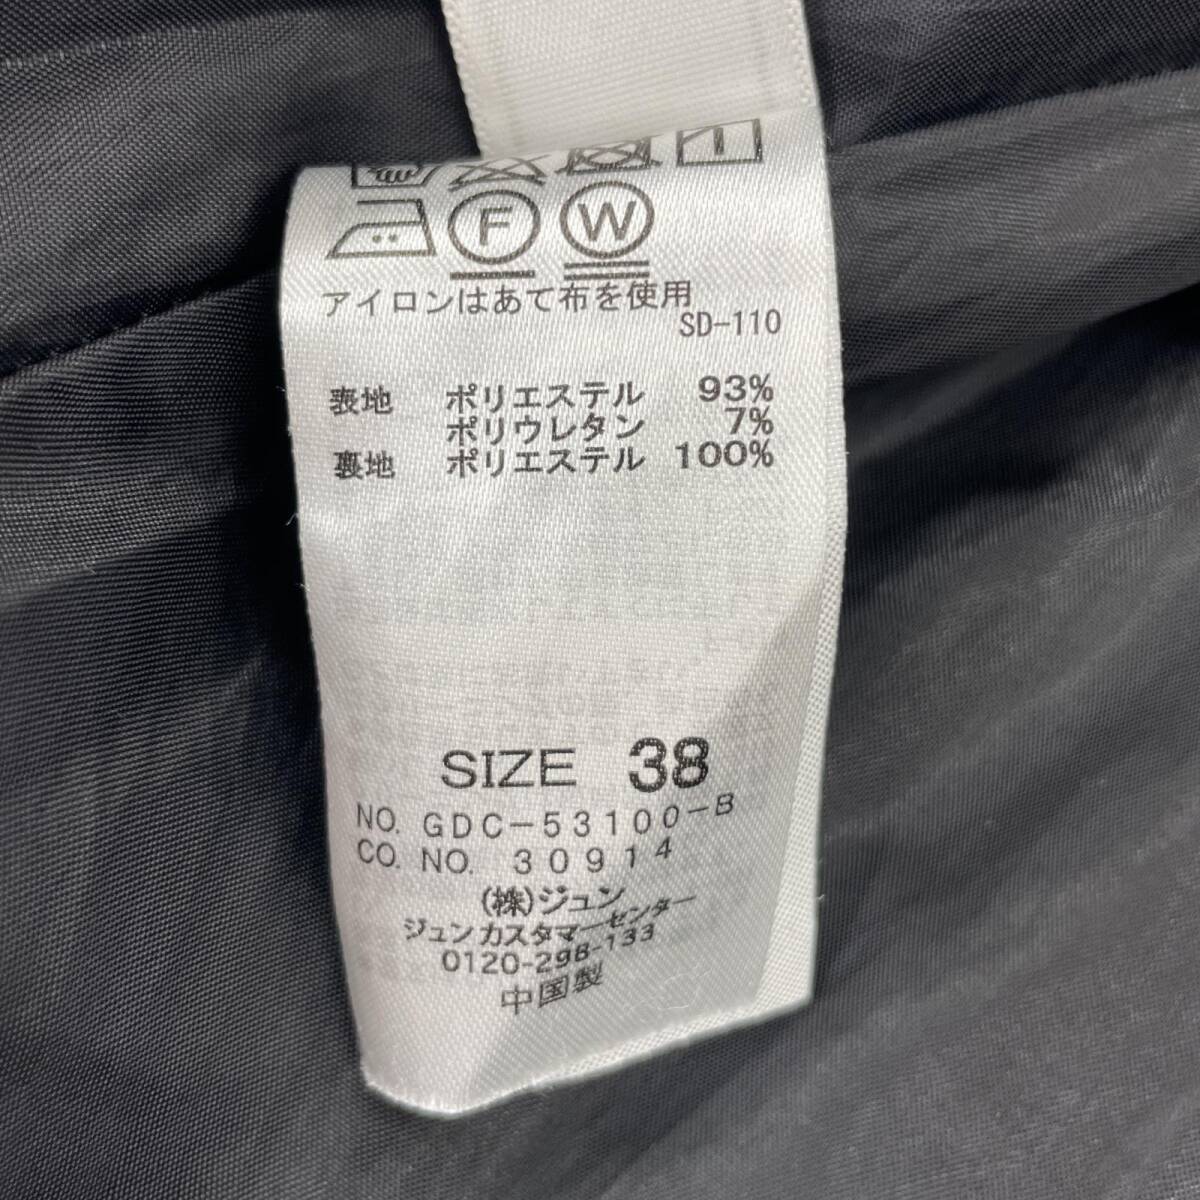 F W
アイロンはあて布を使用
SD-110
表地 ポリエステル 93%
ポリウレタン 7%
裏地 ポリエステル 100%
SIZE 38
NO. GDC-53100-B
CO. NO. 30914
(株)ジュン
ジュンカスタマーセンター
0120-298-133
中国製